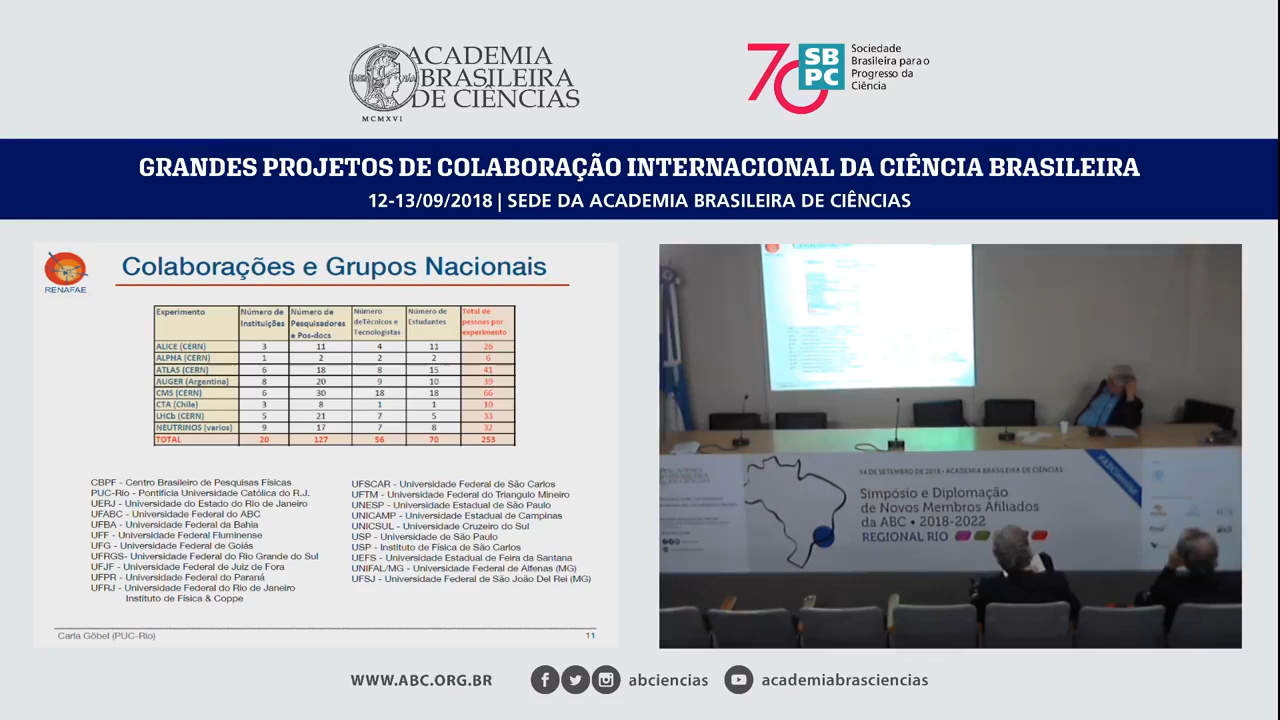 ACADEMIA
BRASILEIRA
DE CIÊNCIAS
MCMXVI
70
SB
PC
Sociedade
Brasileira para o
Progresso da
Ciência
GRANDES PROJETOS DE COLABORAÇÃO INTERNACIONAL DA CIÊNCIA BRASILEIRA
12-13/09/2018 | SEDE DA ACADEMIA BRASILEIRA DE CIÊNCIAS
RENAFAE
Colaborações e Grupos Nacionais
Experimento Número de Instituições Número de Pesquisadores e Pos-docs Número deTécnicos e Tecnologistas Número de Estudantes Total de pessoas por experimento
ALICE (CERN) 3 11 4 11 26
ALPHA (CERN) 1 2 2 2 6
ATLAS (CERN) 6 18 8 15 41
AUGER (Argentina) 8 20 9 10 39
CMS (CERN) 6 30 18 18 66
CTA (Chile) 3 8 1 1 10
LHCb (CERN) 5 21 7 5 33
NEUTRINOS (varios) 9 17 7 8 32
TOTAL 20 127 56 70 253
CBPF - Centro Brasileiro de Pesquisas Físicas
PUC-Rio - Pontifícia Universidade Católica do R.J.
UERJ - Universidade do Estado do Rio de Janeiro
UFABC - Universidade Federal do ABC
UFBA - Universidade Federal da Bahia
UFF - Universidade Federal Fluminense
UFG - Universidade Federal de Goiás
UFRGS- Universidade Federal do Rio Grande do Sul
UFJF - Universidade Federal de Juiz de Fora
UFPR - Universidade Federal do Paraná
UFRJ - Universidade Federal do Rio de Janeiro
Instituto de Física & Coppe
UFSCAR - Universidade Federal de São Carlos
UFTM - Universidade Federal do Triangulo Mineiro
UNESP - Universidade Estadual de São Paulo
UNICAMP - Universidade Estadual de Campinas
UNICSUL - Universidade Cruzeiro do Sul
USP - Universidade de São Paulo
USP - Instituto de Física de São Carlos
UEFS - Universidade Estadual de Feira da Santana
UNIFAL/MG - Universidade Federal de Alfenas (MG)
UFSJ - Universidade Federal de São João Del Rei (MG)
Carla Göbel (PUC-Rio) 11
14 DE SETEMBRO DE 2018 • ACADEMIA BRASILEIRA DE CIÊNCIAS
Simpósio e Diplomação
de Novos Membros Afiliados
da ABC • 2018-2022
REGIONAL RIO
WWW.ABC.ORG.BR abciencias academiabrasciencias